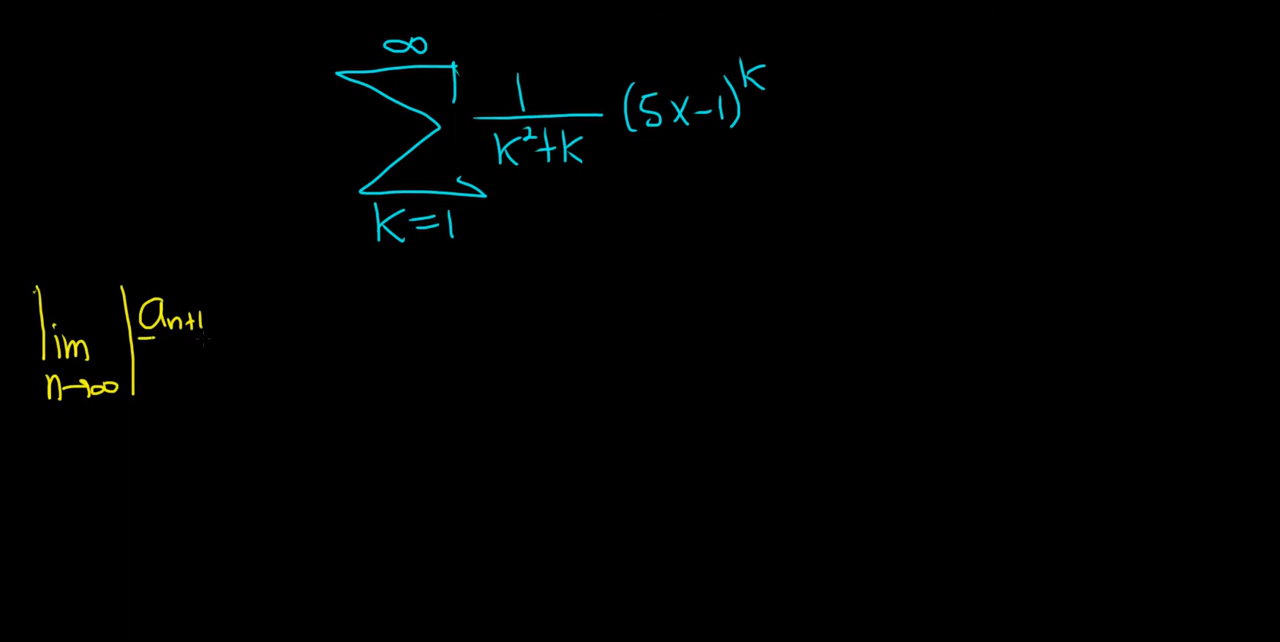 ∞
∑ 1/(k²+k) (5x-1)^k
k=1
lim | a_{n+1}
n→∞